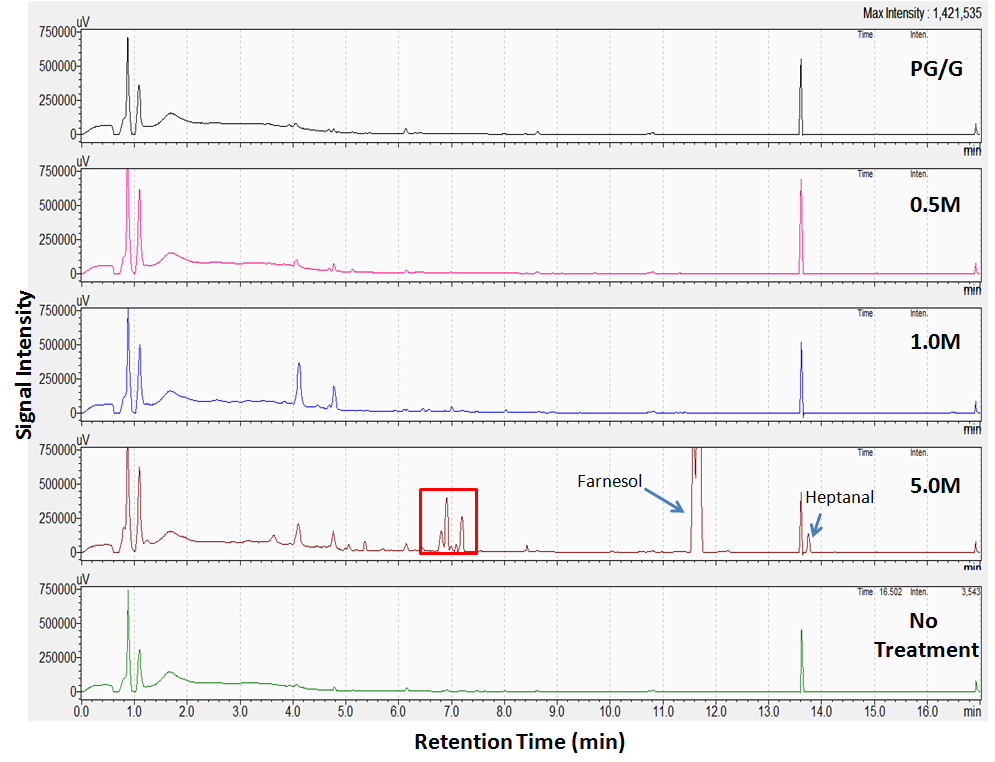 Max Intensity : 1,421,535
uV
Time Inten.
750000
500000
250000
0
PG/G
min
uV
Time Inten.
750000
500000
250000
0
0.5M
min
uV
Time Inten.
750000
500000
250000
0
1.0M
min
uV
Time Inten.
750000
500000
250000
0
5.0M
Farnesol
Heptanal
min
uV
Time 16.502 Inten. 3,543
750000
500000
250000
0
No
Treatment
0.0 1.0 2.0 3.0 4.0 5.0 6.0 7.0 8.0 9.0 10.0 11.0 12.0 13.0 14.0 15.0 16.0 min
Signal Intensity
Retention Time (min)